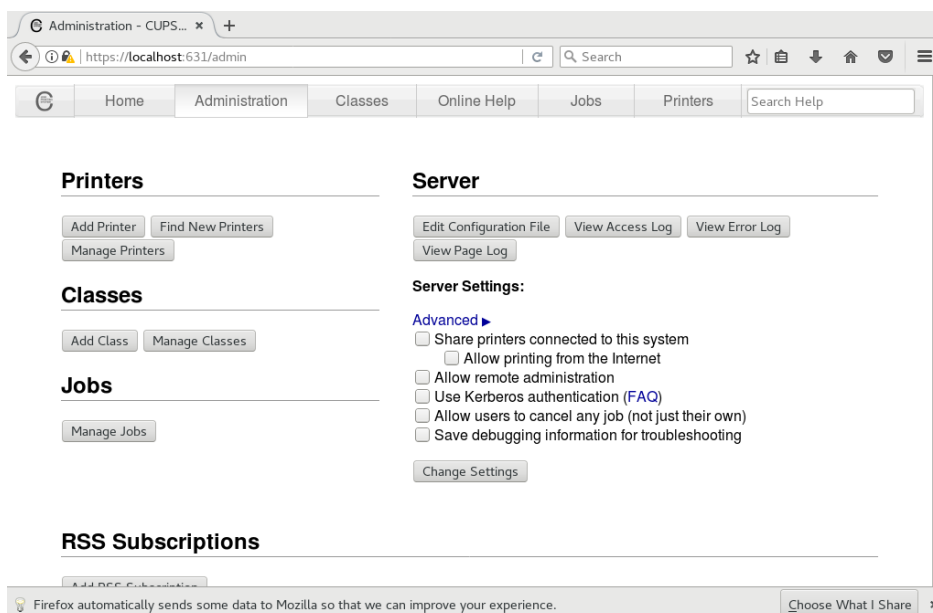 Administration - CUPS... × +
https://localhost:631/admin
Search
Home Administration Classes Online Help Jobs Printers Search Help
Printers
Add Printer Find New Printers
Manage Printers
Classes
Add Class Manage Classes
Jobs
Manage Jobs
Server
Edit Configuration File View Access Log View Error Log
View Page Log
Server Settings:
Advanced ▸
Share printers connected to this system
Allow printing from the Internet
Allow remote administration
Use Kerberos authentication (FAQ)
Allow users to cancel any job (not just their own)
Save debugging information for troubleshooting
Change Settings
RSS Subscriptions
Add RSS Subscription
Firefox automatically sends some data to Mozilla so that we can improve your experience. Choose What I Share